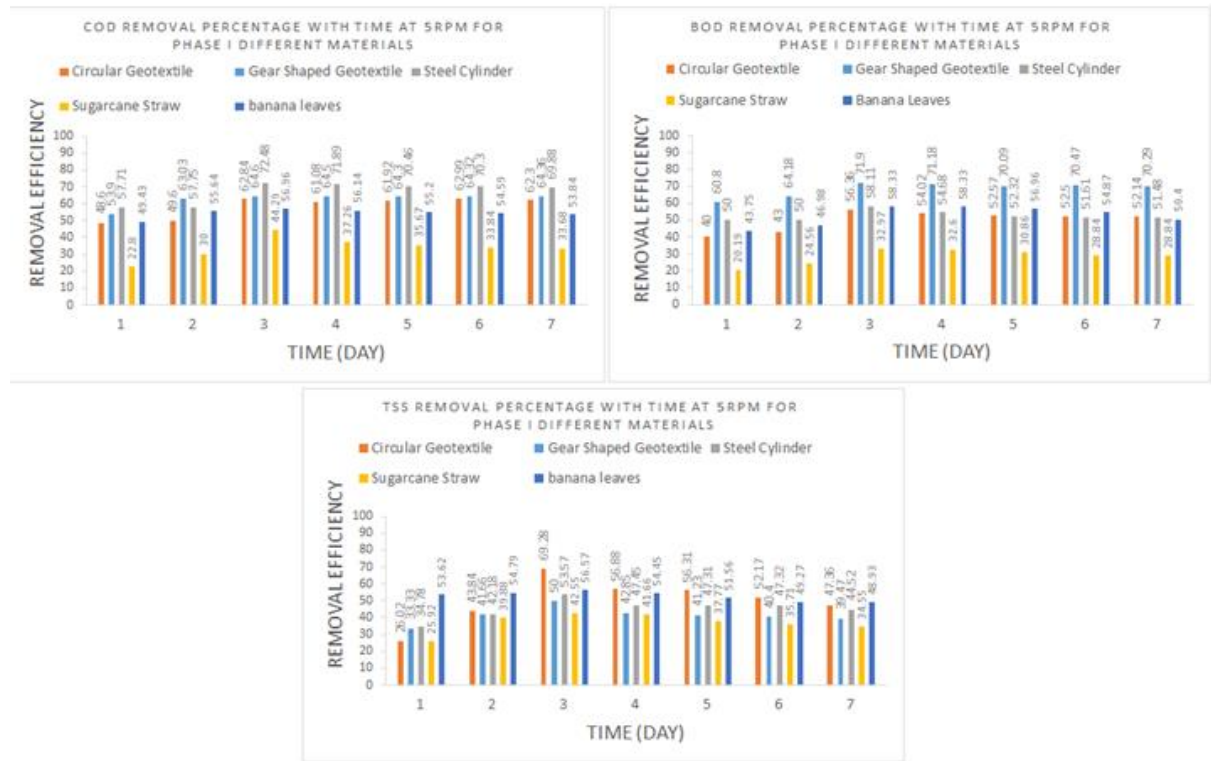 COD REMOVAL PERCENTAGE WITH TIME AT 5RPM FOR
PHASE I DIFFERENT MATERIALS
Circular Geotextile Gear Shaped Geotextile Steel Cylinder
Sugarcane Straw banana leaves
REMOVAL EFFICIENCY
100
90
80
70
60
50
40
30
20
10
0
48.6 53.9 57.71 22.8 49.43
49.6 63.03 57.75 30 55.64
62.84 64.6 72.48 44.29 56.96
61.08 64.5 71.89 37.26 56.14
61.92 64.3 70.46 35.67 55.2
62.99 64.32 70.3 33.84 54.55
62.3 64.36 69.88 33.68 53.84
1 2 3 4 5 6 7
TIME (DAY)
BOD REMOVAL PERCENTAGE WITH TIME AT 5RPM FOR
PHASE I DIFFERENT MATERIALS
Circular Geotextile Gear Shaped Geotextile Steel Cylinder
Sugarcane Straw Banana Leaves
REMOVAL EFFICIENCY
100
90
80
70
60
50
40
30
20
10
0
40 60.8 50 20.19 43.75
43 64.18 50 24.56 46.98
56.36 71.9 58.11 32.97 58.33
54.02 71.18 54.68 32.6 58.33
52.57 70.09 52.32 30.86 56.96
52.5 70.47 51.61 28.84 54.87
52.14 70.29 51.48 28.84 50.4
1 2 3 4 5 6 7
TIME (DAY)
TSS REMOVAL PERCENTAGE WITH TIME AT 5RPM FOR
PHASE I DIFFERENT MATERIALS
Circular Geotextile Gear Shaped Geotextile Steel Cylinder
Sugarcane Straw banana leaves
REMOVAL EFFICIENCY
100
90
80
70
60
50
40
30
20
10
0
26.02 33.33 34.78 25.92 53.62
43.84 41.66 42.18 39.88 54.79
69.28 50 53.57 42.55 56.57
56.88 42.85 47.45 41.66 54.45
56.31 41.23 47.31 37.77 51.56
52.17 40.4 47.32 35.71 49.27
47.36 39.47 44.52 34.55 48.93
1 2 3 4 5 6 7
TIME (DAY)